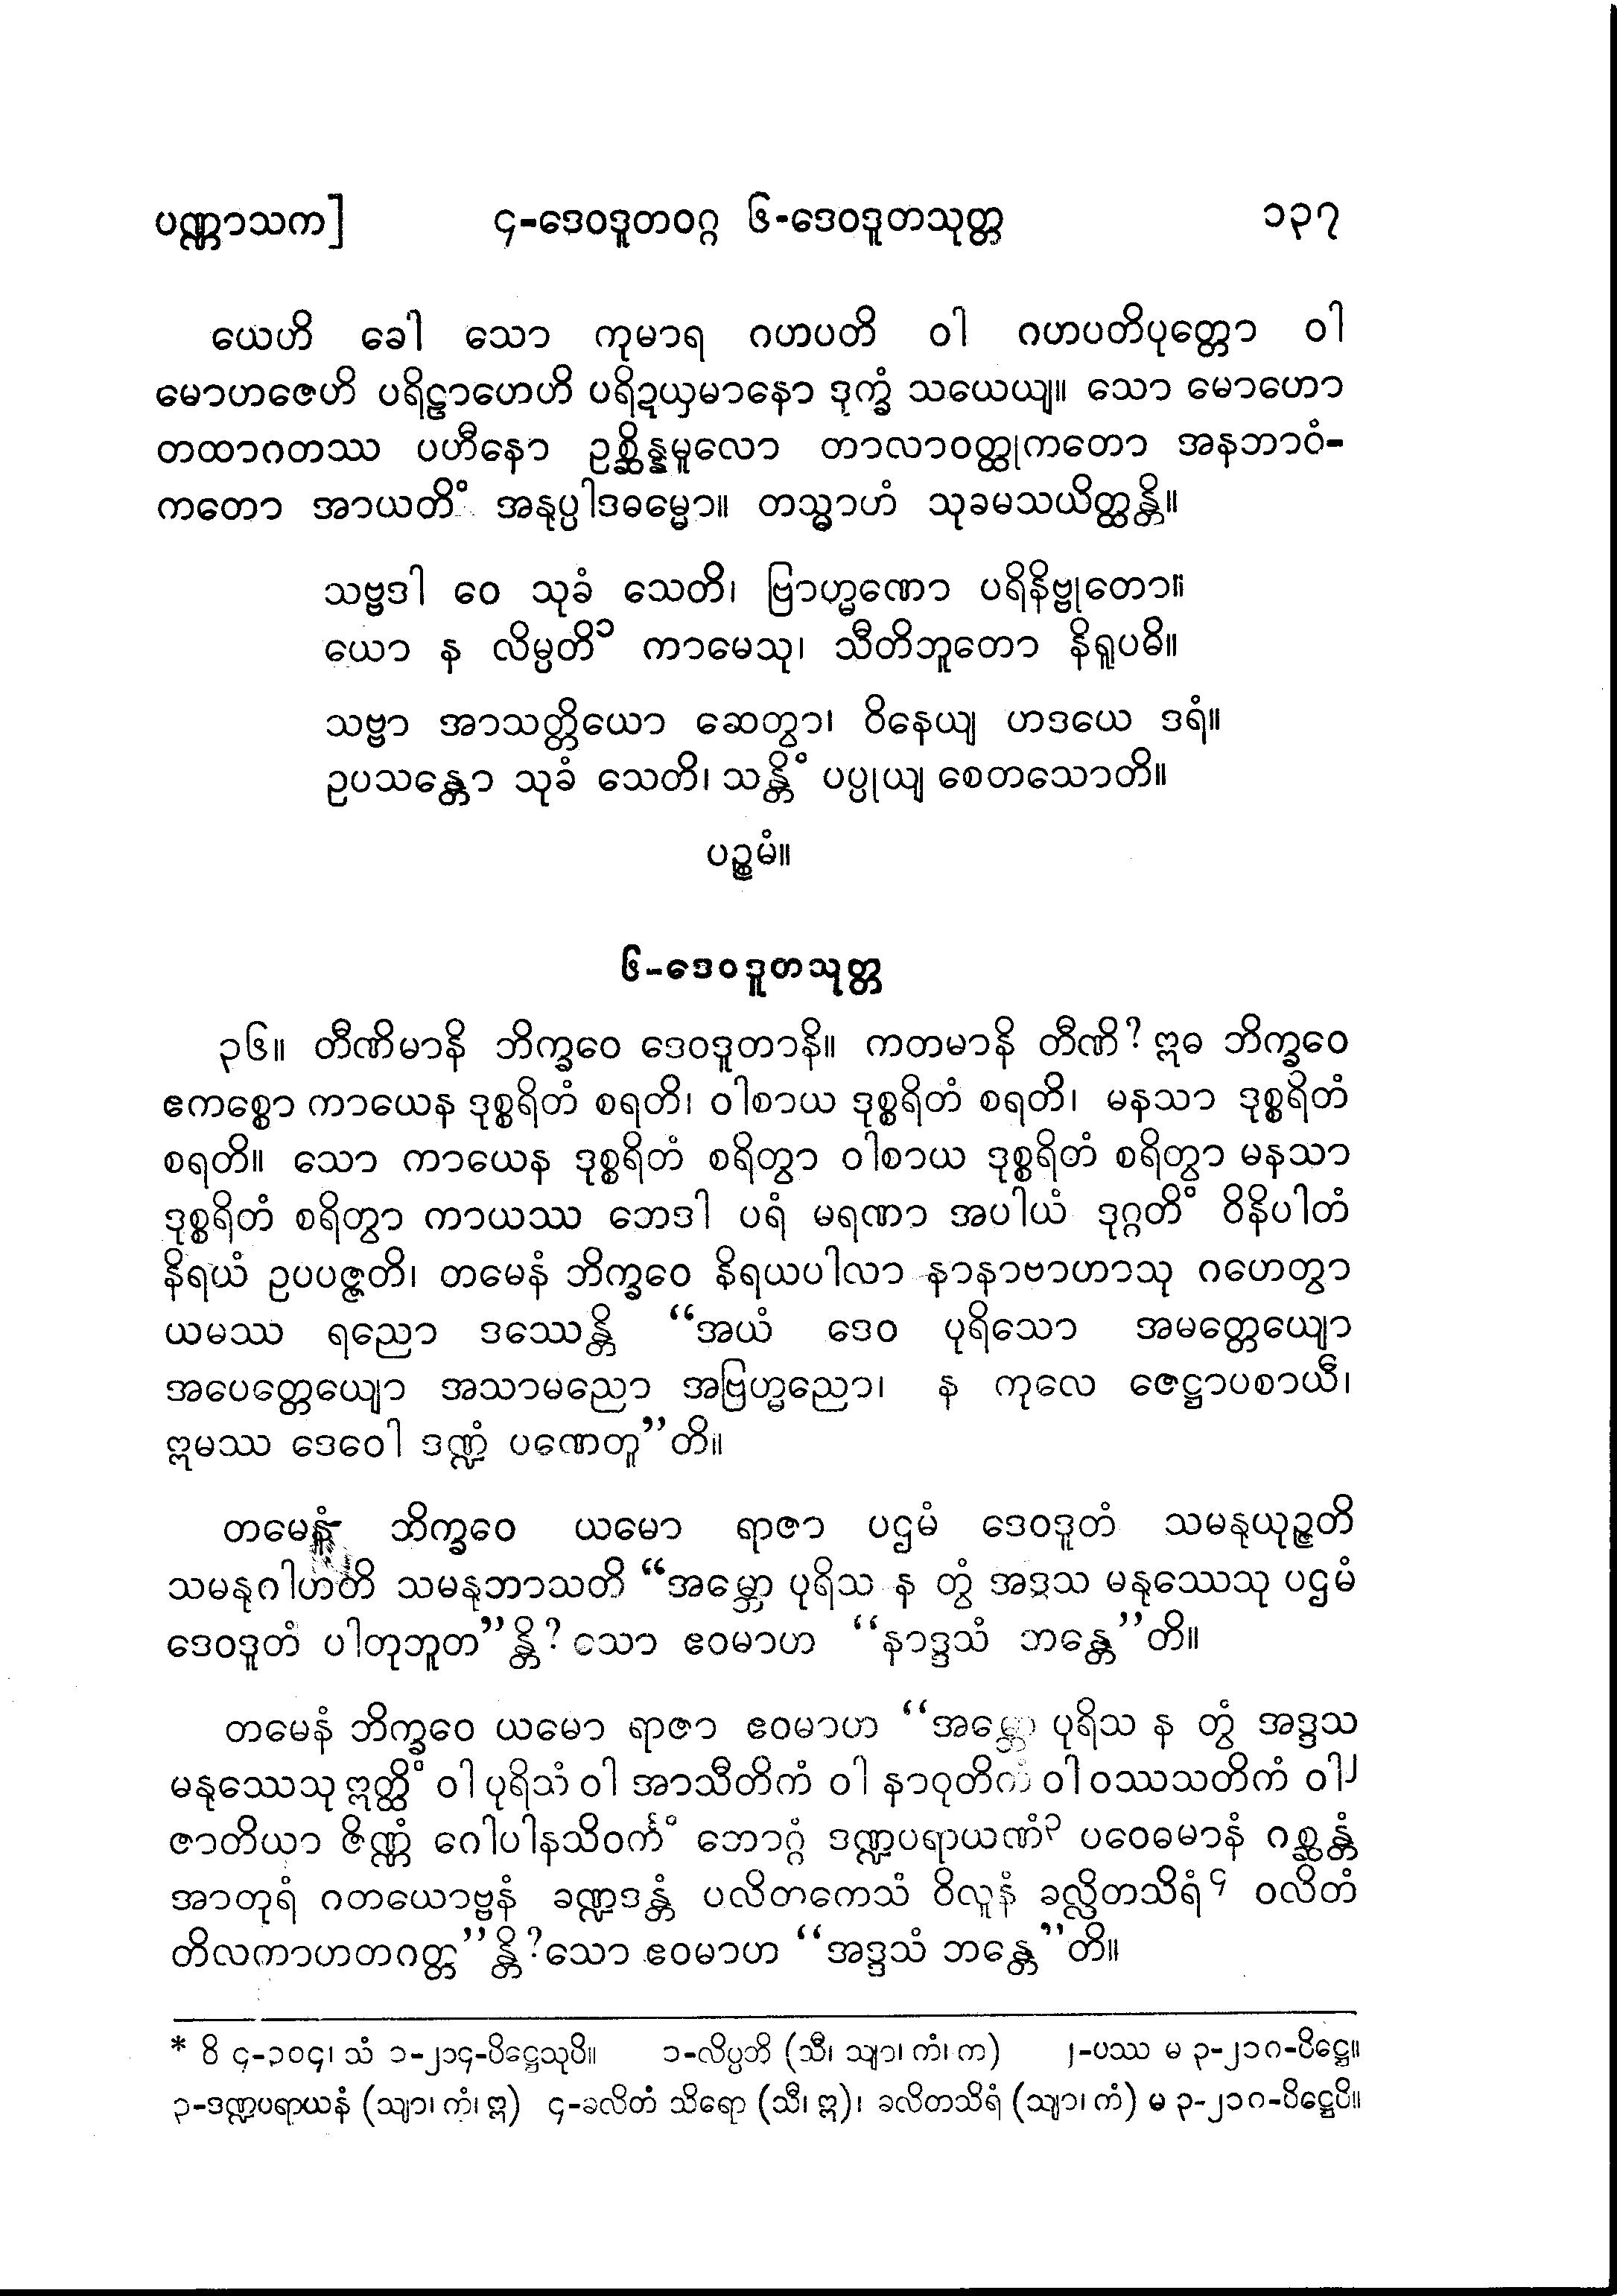 ပဏ္ဏာသက] ၄-ဒေဝဒူတဝဂ္ဂ ၆-ဒေဝဒူတသုတ္တ ၁၃၇
ယေဟိ ခေါ သော ကုမာရ ဂဟပတိ ဝါ ဂဟပတိပုတ္တော ဝါ
မောဟဇေဟိ ပရိဠာဟေဟိ ပရိဍယှမာနော ဒုက္ခံ သယေယျ။ သော မောဟော
တထာဂတဿ ပဟီနော ဥစ္ဆိန္နမူလော တာလာဝတ္ထုကတော အနဘာဝံ-
ကတော အာယတိံ အနုပ္ပါဒဓမ္မော။ တသ္မာဟံ သုခမသယိတ္ထန္တိ။
သဗ္ဗဒါ ဝေ သုခံ သေတိ၊ ဗြာဟ္မဏော ပရိနိဗ္ဗုတော။
ယော န လိမ္ပတိ၁ ကာမေသု၊ သီတိဘူတော နိရူပဓိ။
သဗ္ဗာ အာသတ္တိယော ဆေတွာ၊ ဝိနေယျ ဟဒယေ ဒရံ။
ဥပသန္တော သုခံ သေတိ၊ သန္တိံ ပပ္ပုယျ စေတသောတိ။
ပဉ္စမံ။
၆-ဒေဝဒူတသုတ္တ
၃၆။ တီဏိမာနိ ဘိက္ခဝေ ဒေဝဒူတာနိ။ ကတမာနိ တီဏိ? ဣဓ ဘိက္ခဝေ
ဧကစ္စော ကာယေန ဒုစ္စရိတံ စရတိ၊ ဝါစာယ ဒုစ္စရိတံ စရတိ၊ မနသာ ဒုစ္စရိတံ
စရတိ။ သော ကာယေန ဒုစ္စရိတံ စရိတွာ ဝါစာယ ဒုစ္စရိတံ စရိတွာ မနသာ
ဒုစ္စရိတံ စရိတွာ ကာယဿ ဘေဒါ ပရံ မရဏာ အပါယံ ဒုဂ္ဂတိံ ဝိနိပါတံ
နိရယံ ဥပပဇ္ဇတိ၊ တမေနံ ဘိက္ခဝေ နိရယပါလာ နာနာဗာဟာသု ဂဟေတွာ
ယမဿ ရညော ဒဿေန္တိ “အယံ ဒေဝ ပုရိသော အမတ္တေယျော
အပေတ္တေယျော အသာမညော အဗြဟ္မညော၊ န ကုလေ ဇေဋ္ဌာပစာယီ၊
ဣမဿ ဒေဝေါ ဒဏ္ဍံ ပဏေတူ”တိ။
တမေနံ ဘိက္ခဝေ ယမော ရာဇာ ပဌမံ ဒေဝဒူတံ သမနုယုဉ္ဇတိ
သမနုဂါဟတိ သမနုဘာသတိ “အမ္ဘော ပုရိသ န တွံ အဒ္ဒသ မနုဿေသု ပဌမံ
ဒေဝဒူတံ ပါတုဘူတ”န္တိ? သော ဧဝမာဟ “နာဒ္ဒသံ ဘန္တေ”တိ။
တမေနံ ဘိက္ခဝေ ယမော ရာဇာ ဧဝမာဟ “အမ္ဘော ပုရိသ န တွံ အဒ္ဒသ
မနုဿေသု ဣတ္ထိံ ဝါ ပုရိသံ ဝါ အာသီတိကံ ဝါ နာဝုတိကံ ဝါ ဝဿသတိကံ ဝါ၂
ဇာတိယာ ဇိဏ္ဏံ ဂေါပါနသိဝင်္ကံ ဘောဂ္ဂံ ဒဏ္ဍပရာယဏံ၃ ပဝေဓမာနံ ဂစ္ဆန္တံ
အာတုရံ ဂတယောဗ္ဗနံ ခဏ္ဍဒန္တံ ပလိတကေသံ ဝိလူနံ ခလ္လိတသိရံ၄ ဝလိတံ
တိလကာဟတဂတ္တ”န္တိ? သော ဧဝမာဟ “အဒ္ဒသံ ဘန္တေ”တိ။
* ဝိ ၄-၃၀၄၊ သံ ၁-၂၁၄-ပိဋ္ဌေသုပိ။ ၁-လိပ္ပတိ (သီ၊ သျာ၊ ကံ၊ က) ၂-ပဿ မ ၃-၂၁၈-ပိဋ္ဌေ။
၃-ဒဏ္ဍပရာယနံ (သျာ၊ ကံ၊ ဣ) ၄-ခလိတံ သိရော (သီ၊ ဣ)၊ ခလိတသိရံ (သျာ၊ ကံ) မ ၃-၂၁၈-ပိဋ္ဌေပိ။